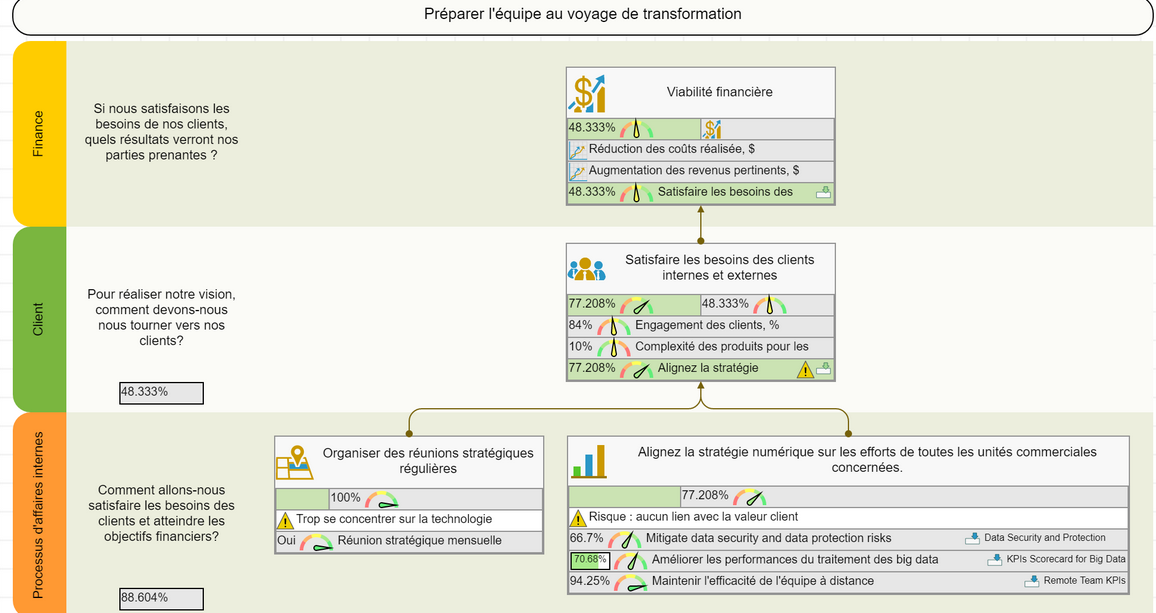 Préparer l'équipe au voyage de transformation
Finance
Si nous satisfaisons les
besoins de nos clients,
quels résultats verront nos
parties prenantes ?
Viabilité financière
48.333%
Réduction des coûts réalisée, $
Augmentation des revenus pertinents, $
48.333% Satisfaire les besoins des
Client
Pour réaliser notre vision,
comment devons-nous
nous tourner vers nos
clients?
48.333%
Satisfaire les besoins des clients
internes et externes
77.208% 48.333%
84% Engagement des clients, %
10% Complexité des produits pour les
77.208% Alignez la stratégie
Processus d'affaires internes
Comment allons-nous
satisfaire les besoins des
clients et atteindre les
objectifs financiers?
88.604%
Organiser des réunions stratégiques
régulières
100%
Trop se concentrer sur la technologie
Oui Réunion stratégique mensuelle
Alignez la stratégie numérique sur les efforts de toutes les unités commerciales
concernées.
77.208%
Risque : aucun lien avec la valeur client
66.7% Mitigate data security and data protection risks Data Security and Protection
70.68% Améliorer les performances du traitement des big data KPIs Scorecard for Big Data
94.25% Maintenir l'efficacité de l'équipe à distance Remote Team KPIs